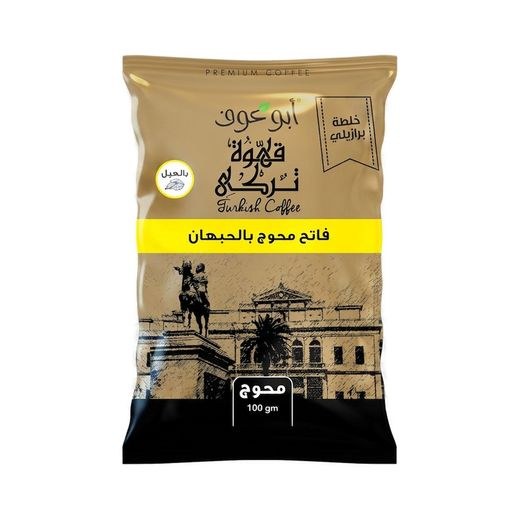 PREMIUM COFFEE
أبو عوف
خلطة
برازيلي
قهوة
تركي
Turkish Coffee
بالهيل
فاتح محوج بالحبهان
محوج
100 gm